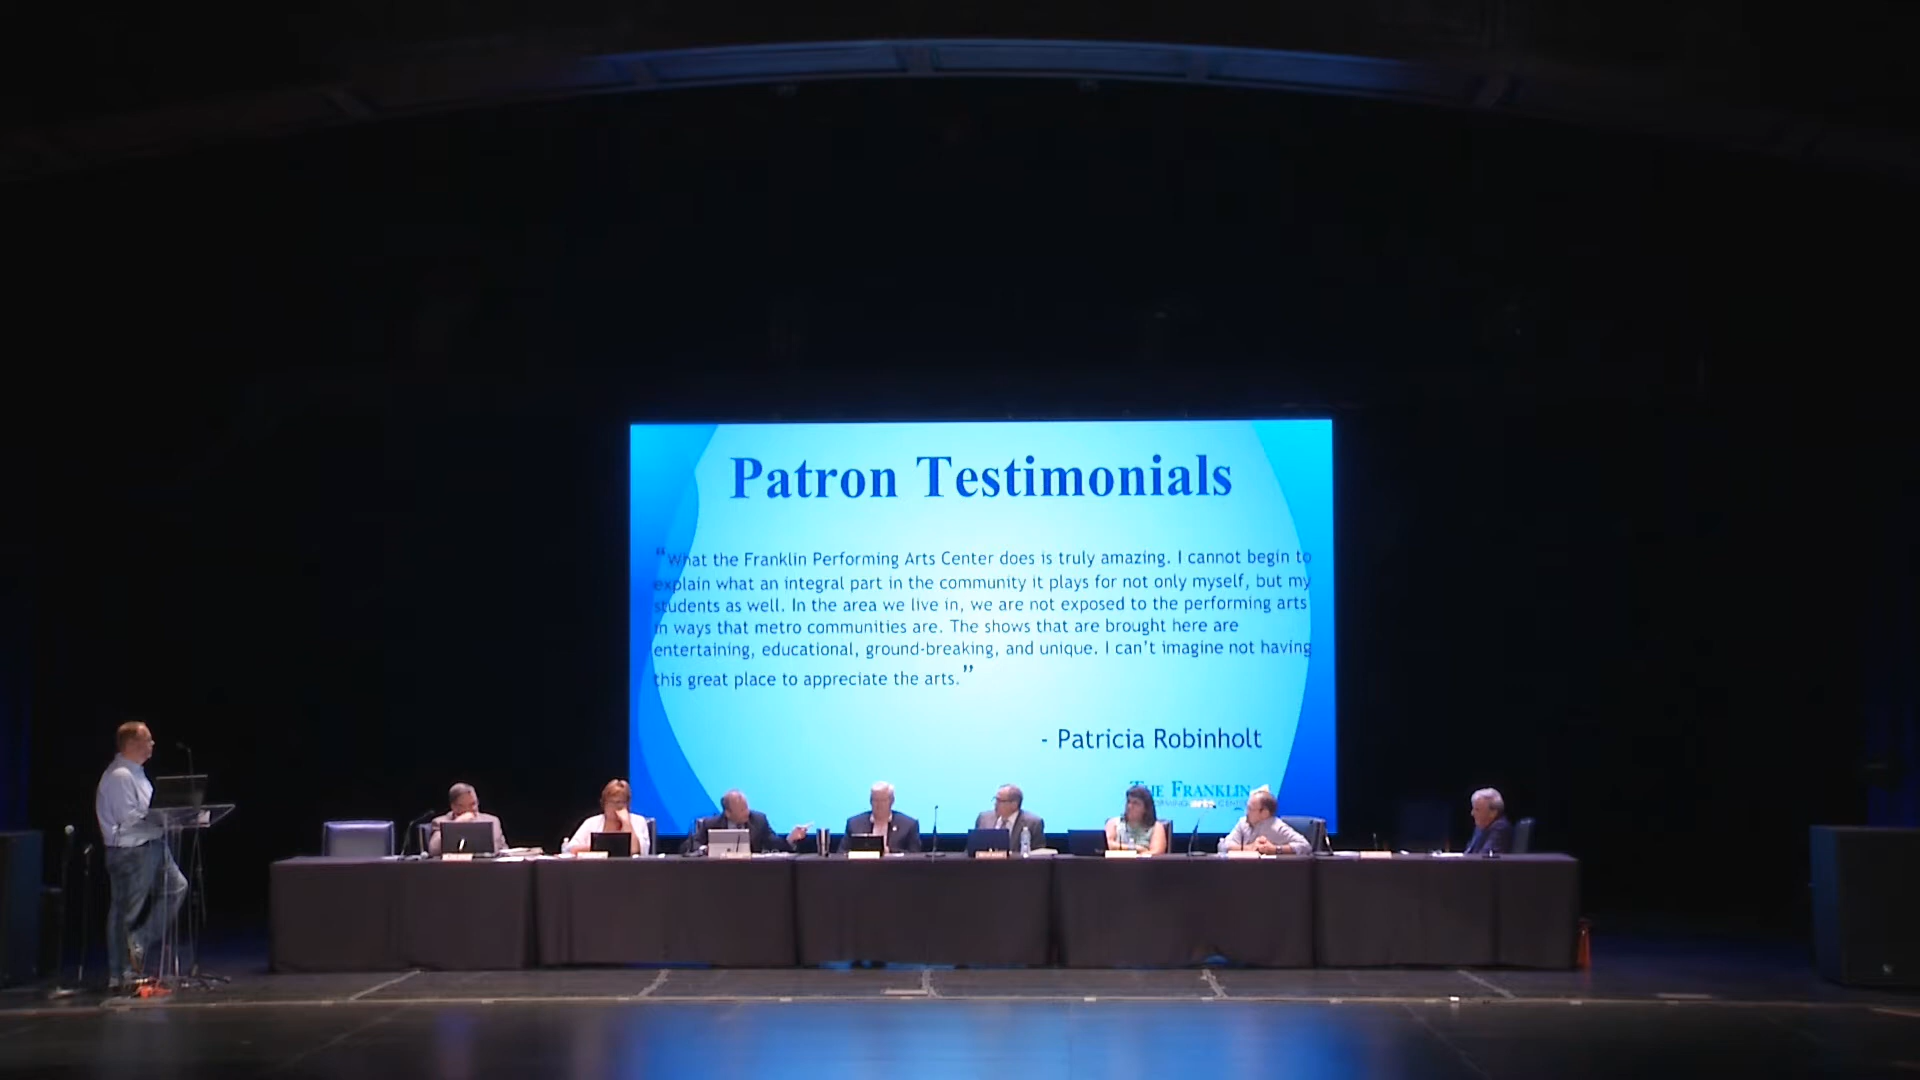 Patron Testimonials
“What the Franklin Performing Arts Center does is truly amazing. I cannot begin to
explain what an integral part in the community it plays for not only myself, but my
students as well. In the area we live in, we are not exposed to the performing arts
in ways that metro communities are. The shows that are brought here are
entertaining, educational, ground-breaking, and unique. I can’t imagine not having
this great place to appreciate the arts.”
- Patricia Robinholt
THE FRANKLIN
arts CENTER